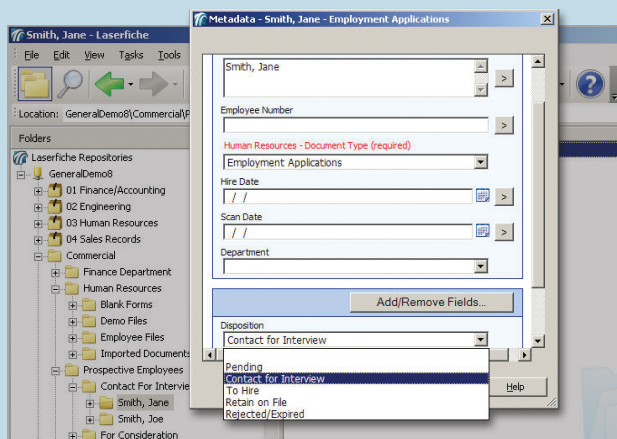 Smith, Jane - Laserfiche
File Edit View Tasks Tools
Location: GeneralDemo8\Commercial\P
Folders
Laserfiche Repositories
GeneralDemo8
01 Finance/Accounting
02 Engineering
03 Human Resources
04 Sales Records
Commercial
Finance Department
Human Resources
Blank Forms
Demo Files
Employee Files
Imported Documents
Prospective Employees
Contact For Intervie
Smith, Jane
Smith, Joe
For Consideration
Metadata - Smith, Jane - Employment Applications
Smith, Jane
>
Employee Number
>
Human Resources - Document Type (required)
Employment Applications
Hire Date
/ /
>
Scan Date
/ /
>
Department
Add/Remove Fields...
Disposition
Contact for Interview
Pending
Contact for Interview
To Hire
Retain on File
Rejected/Expired
Help